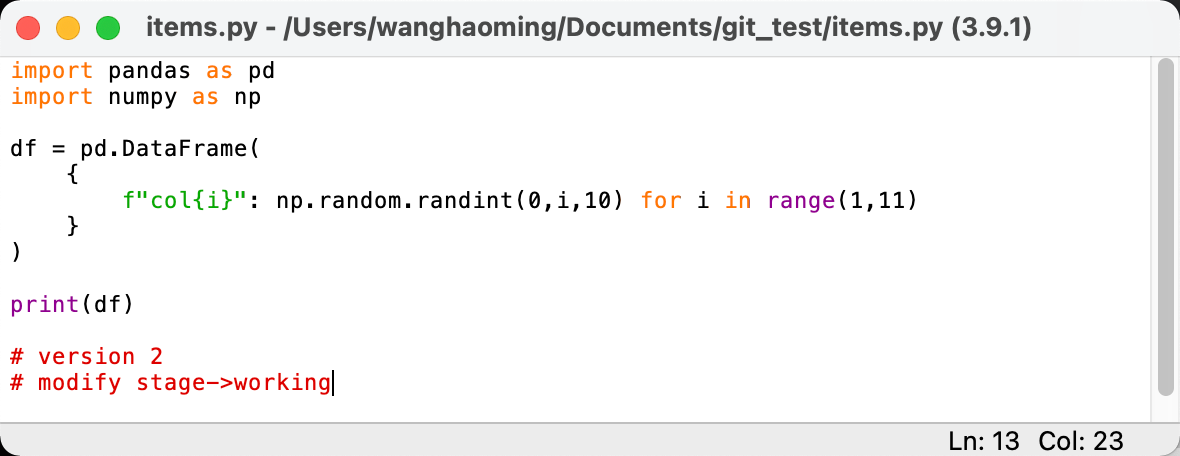 items.py - /Users/wanghaoming/Documents/git_test/items.py (3.9.1)
import pandas as pd
import numpy as np
df = pd.DataFrame(
    {
        f"col{i}": np.random.randint(0,i,10) for i in range(1,11)
    }
)
print(df)
# version 2
# modify stage->working
Ln: 13 Col: 23